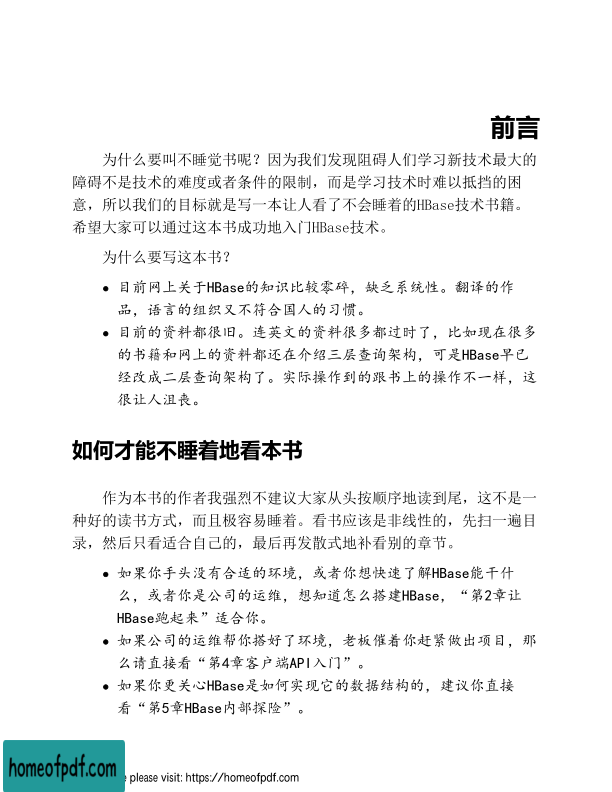 前言
为什么要叫不睡觉书呢？因为我们发现阻碍人们学习新技术最大的
障碍不是技术的难度或者条件的限制，而是学习技术时难以抵挡的困
意，所以我们的目标就是写一本让人看了不会睡着的HBase技术书籍。
希望大家可以通过这本书成功地入门HBase技术。
为什么要写这本书？
● 目前网上关于HBase的知识比较零碎，缺乏系统性。翻译的作
品，语言的组织又不符合国人的习惯。
● 目前的资料都很旧。连英文的资料很多都过时了，比如现在很多
的书籍和网上的资料都还在介绍三层查询架构，可是HBase早已
经改成二层查询架构了。实际操作到的跟书上的操作不一样，这
很让人沮丧。
如何才能不睡着地看本书
作为本书的作者我强烈不建议大家从头按顺序地读到尾，这不是一
种好的读书方式，而且极容易睡着。看书应该是非线性的，先扫一遍目
录，然后只看适合自己的，最后再发散式地补看别的章节。
● 如果你手头没有合适的环境，或者你想快速了解HBase能干什
么，或者你是公司的运维，想知道怎么搭建HBase，“第2章让
HBase跑起来”适合你。
● 如果公司的运维帮你搭好了环境，老板催着你赶紧做出项目，那
么请直接看“第4章客户端API入门”。
● 如果你更关心HBase是如何实现它的数据结构的，建议你直接
看“第5章HBase内部探险”。
homeofpdf.com
please visit: https://homeofpdf.com